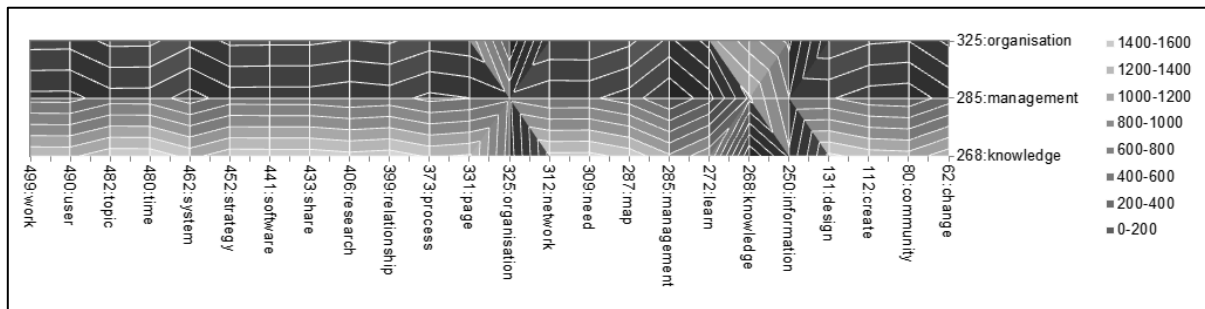 325:organisation
285:management
268:knowledge
1400-1600
1200-1400
1000-1200
800-1000
600-800
400-600
200-400
0-200
499:work
490:user
482:topic
480:time
462:system
452:strategy
441:software
433:share
406:research
399:relationship
373:process
331:page
325:organisation
312:network
309:need
287:map
285:management
272:learn
268:knowledge
250:information
131:design
112:create
80:community
62:change